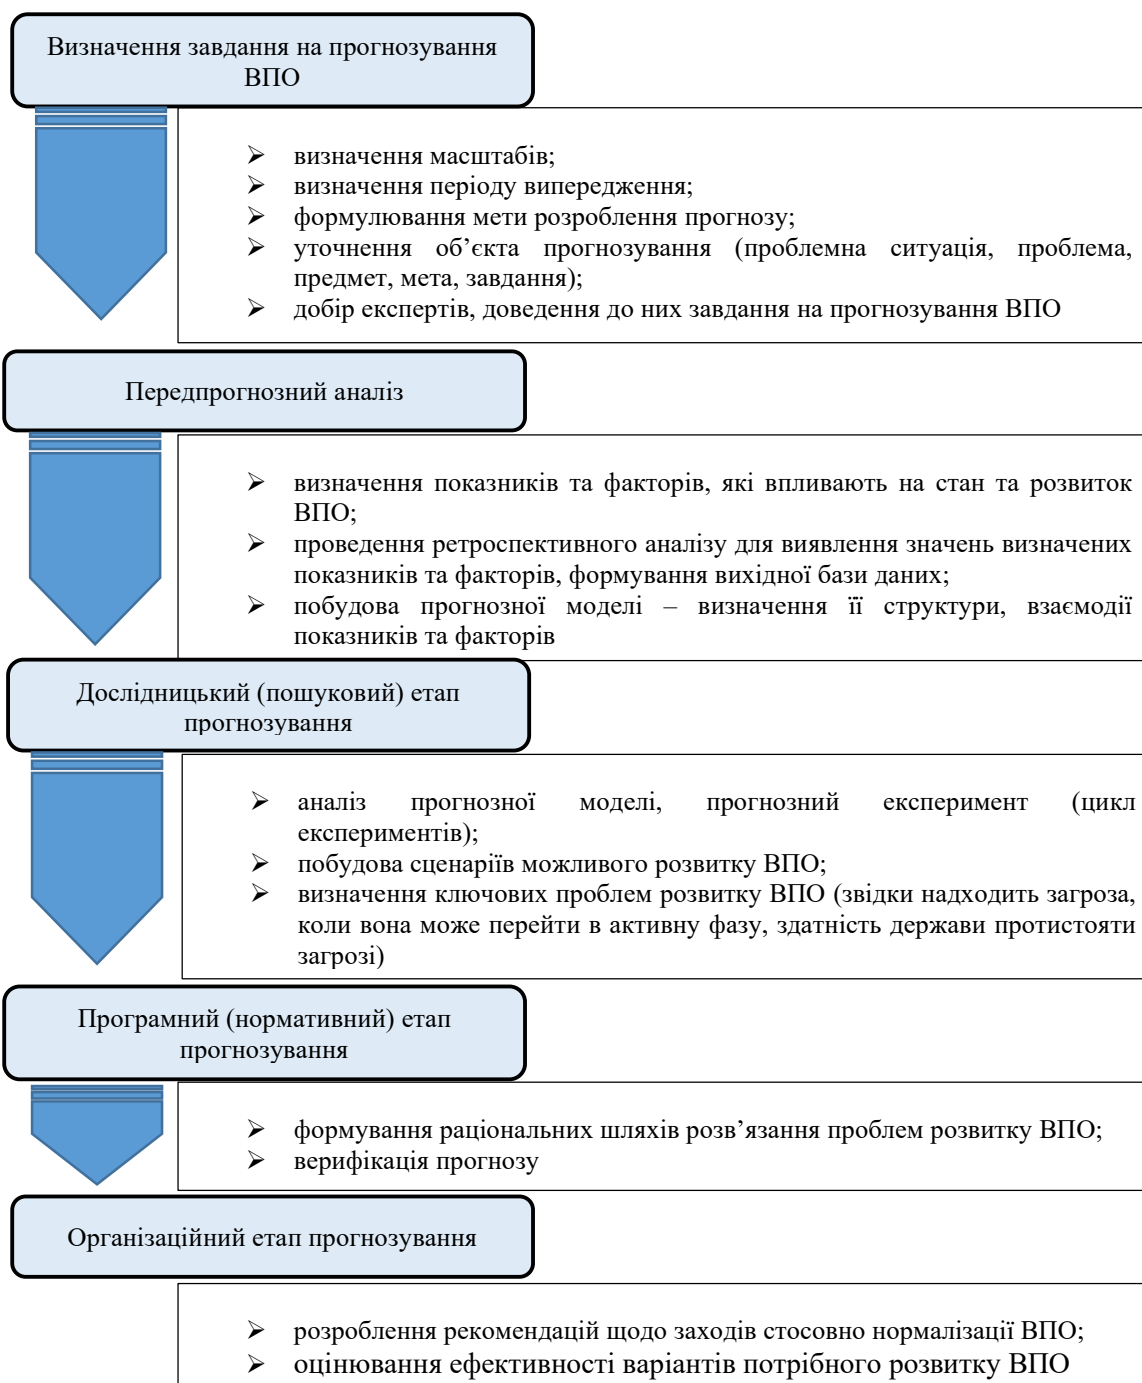 Визначення завдання на прогнозування
ВПО
➢ визначення масштабів;
➢ визначення періоду випередження;
➢ формулювання мети розроблення прогнозу;
➢ уточнення об’єкта прогнозування (проблемна ситуація, проблема,
предмет, мета, завдання);
➢ добір експертів, доведення до них завдання на прогнозування ВПО
Передпрогнозний аналіз
➢ визначення показників та факторів, які впливають на стан та розвиток
ВПО;
➢ проведення ретроспективного аналізу для виявлення значень визначених
показників та факторів, формування вихідної бази даних;
➢ побудова прогнозної моделі – визначення її структури, взаємодії
показників та факторів
Дослідницький (пошуковий) етап
прогнозування
➢ аналіз прогнозної моделі, прогнозний експеримент (цикл
експериментів);
➢ побудова сценаріїв можливого розвитку ВПО;
➢ визначення ключових проблем розвитку ВПО (звідки надходить загроза,
коли вона може перейти в активну фазу, здатність держави протистояти
загрозі)
Програмний (нормативний) етап
прогнозування
➢ формування раціональних шляхів розв’язання проблем розвитку ВПО;
➢ верифікація прогнозу
Організаційний етап прогнозування
➢ розроблення рекомендацій щодо заходів стосовно нормалізації ВПО;
➢ оцінювання ефективності варіантів потрібного розвитку ВПО